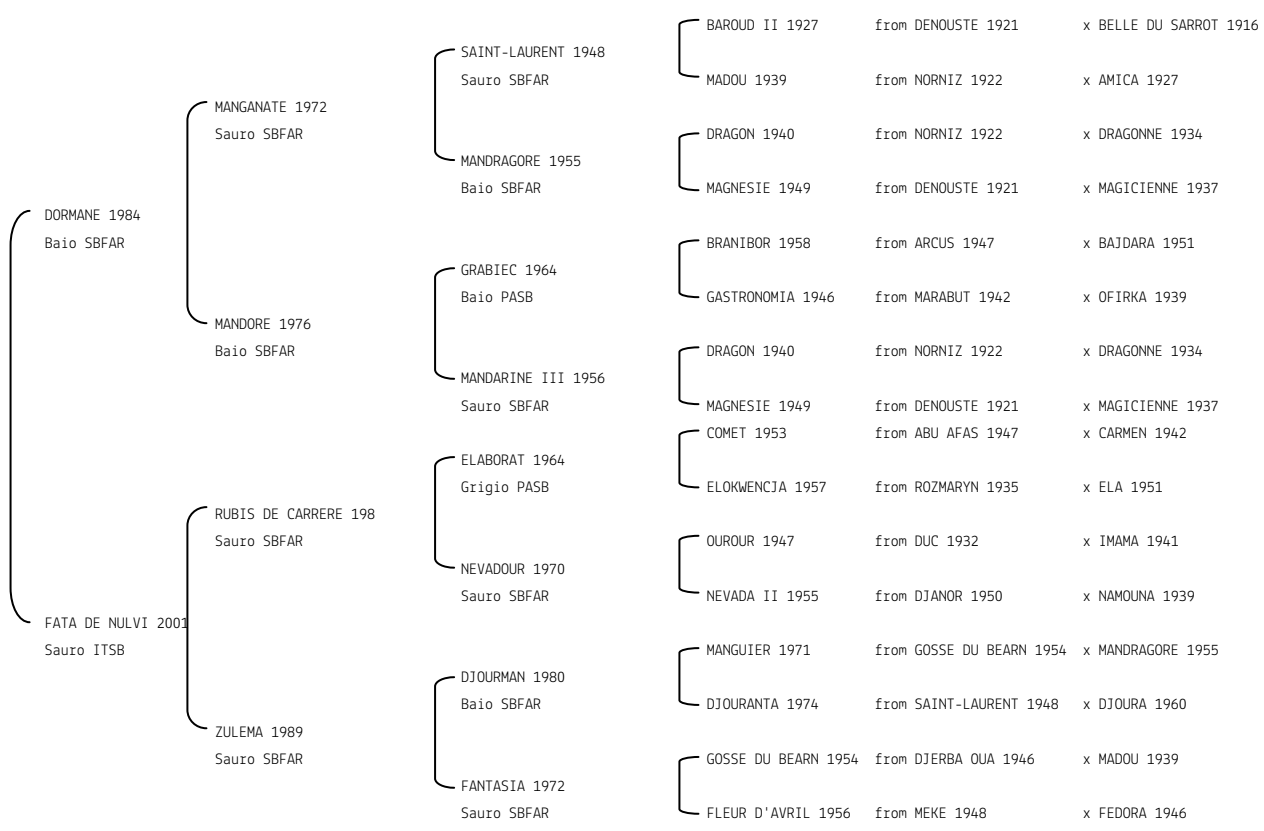 BAROUD II 1927 from DENOUSTE 1921 x BELLE DU SARROT 1916
SAINT-LAURENT 1948
Sauro SBFAR
MADOU 1939 from NORNIZ 1922 x AMICA 1927
MANGANATE 1972
Sauro SBFAR
DRAGON 1940 from NORNIZ 1922 x DRAGONNE 1934
MANDRAGORE 1955
Baio SBFAR
MAGNESIE 1949 from DENOUSTE 1921 x MAGICIENNE 1937
DORMANE 1984
Baio SBFAR
BRANIBOR 1958 from ARCUS 1947 x BAJDARA 1951
GRABIEC 1964
Baio PASB
GASTRONOMIA 1946 from MARABUT 1942 x OFIRKA 1939
MANDORE 1976
Baio SBFAR
DRAGON 1940 from NORNIZ 1922 x DRAGONNE 1934
MANDARINE III 1956
Sauro SBFAR
MAGNESIE 1949 from DENOUSTE 1921 x MAGICIENNE 1937
COMET 1953 from ABU AFAS 1947 x CARMEN 1942
ELABORAT 1964
Grigio PASB
ELOKWENCJA 1957 from ROZMARYN 1935 x ELA 1951
RUBIS DE CARRERE 198
Sauro SBFAR
OUROUR 1947 from DUC 1932 x IMAMA 1941
NEVADOUR 1970
Sauro SBFAR
NEVADA II 1955 from DJANOR 1950 x NAMOUNA 1939
FATA DE NULVI 2001
Sauro ITSB
MANGUIER 1971 from GOSSE DU BEARN 1954 x MANDRAGORE 1955
DJOURMAN 1980
Baio SBFAR
DJOURANTA 1974 from SAINT-LAURENT 1948 x DJOURA 1960
ZULEMA 1989
Sauro SBFAR
GOSSE DU BEARN 1954 from DJERBA OUA 1946 x MADOU 1939
FANTASIA 1972
Sauro SBFAR
FLEUR D'AVRIL 1956 from MEKE 1948 x FEDORA 1946